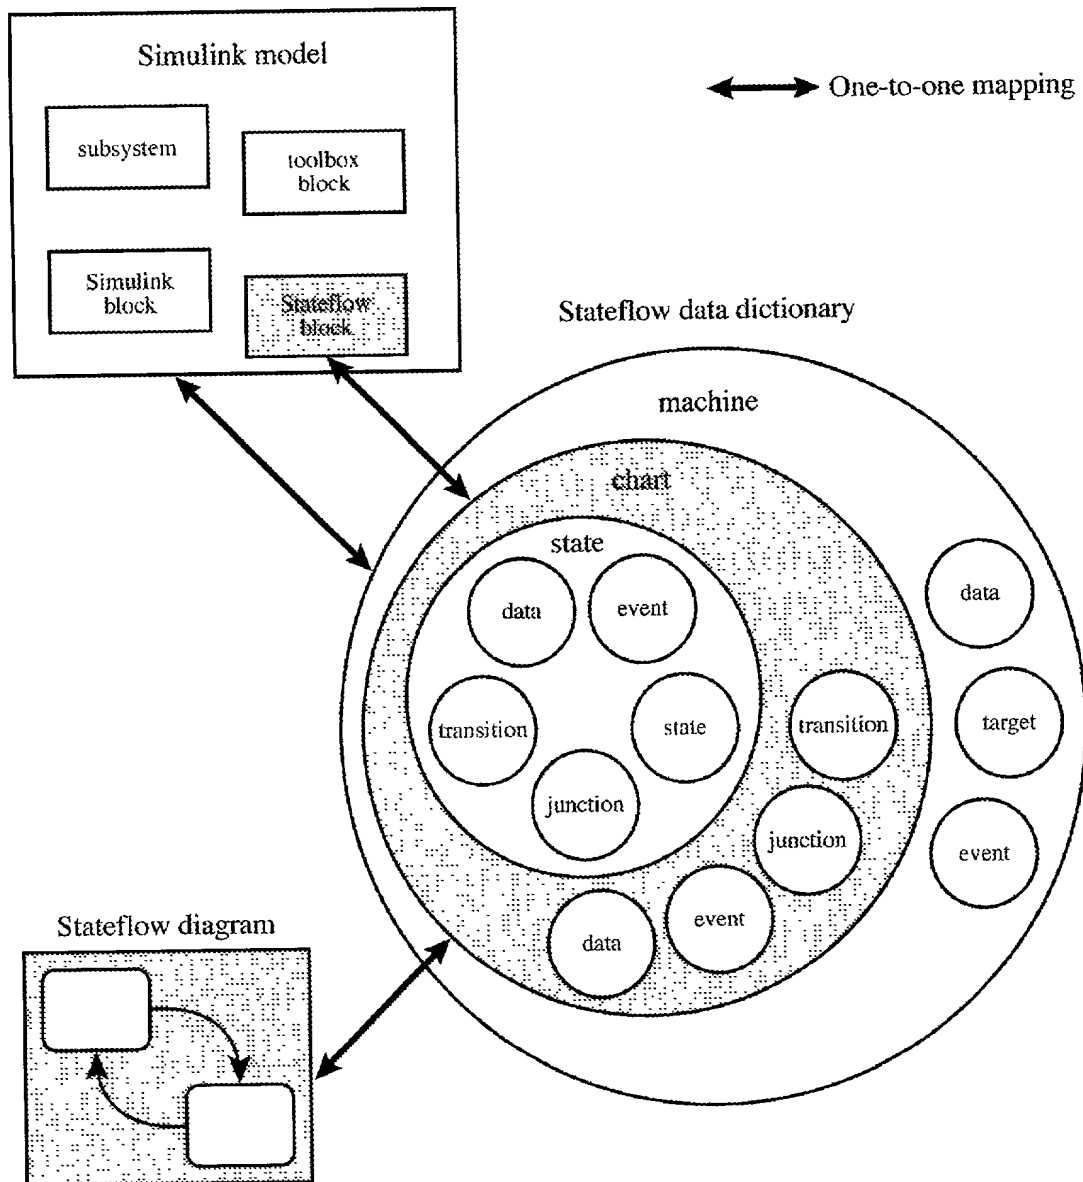 Simulink model
One-to-one mapping
subsystem
toolbox
block
Simulink
block
Stateflow
block
Stateflow data dictionary
machine
chart
state
data
event
data
transition
state
transition
target
junction
junction
event
event
data
Stateflow diagram